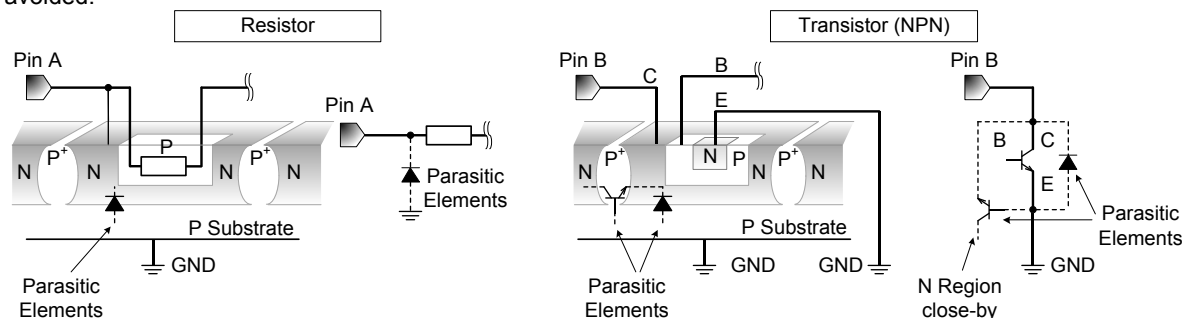 avoided.
Resistor
Transistor (NPN)
Pin A
Pin A
N
P+
N
P
N
P+
N
Parasitic
Elements
P Substrate
GND
Parasitic
Elements
Pin B
C
B
E
N
P+
N
N
P
N
P+
N
P Substrate
GND
GND
Parasitic
Elements
Pin B
B
C
E
Parasitic
Elements
GND
N Region
close-by